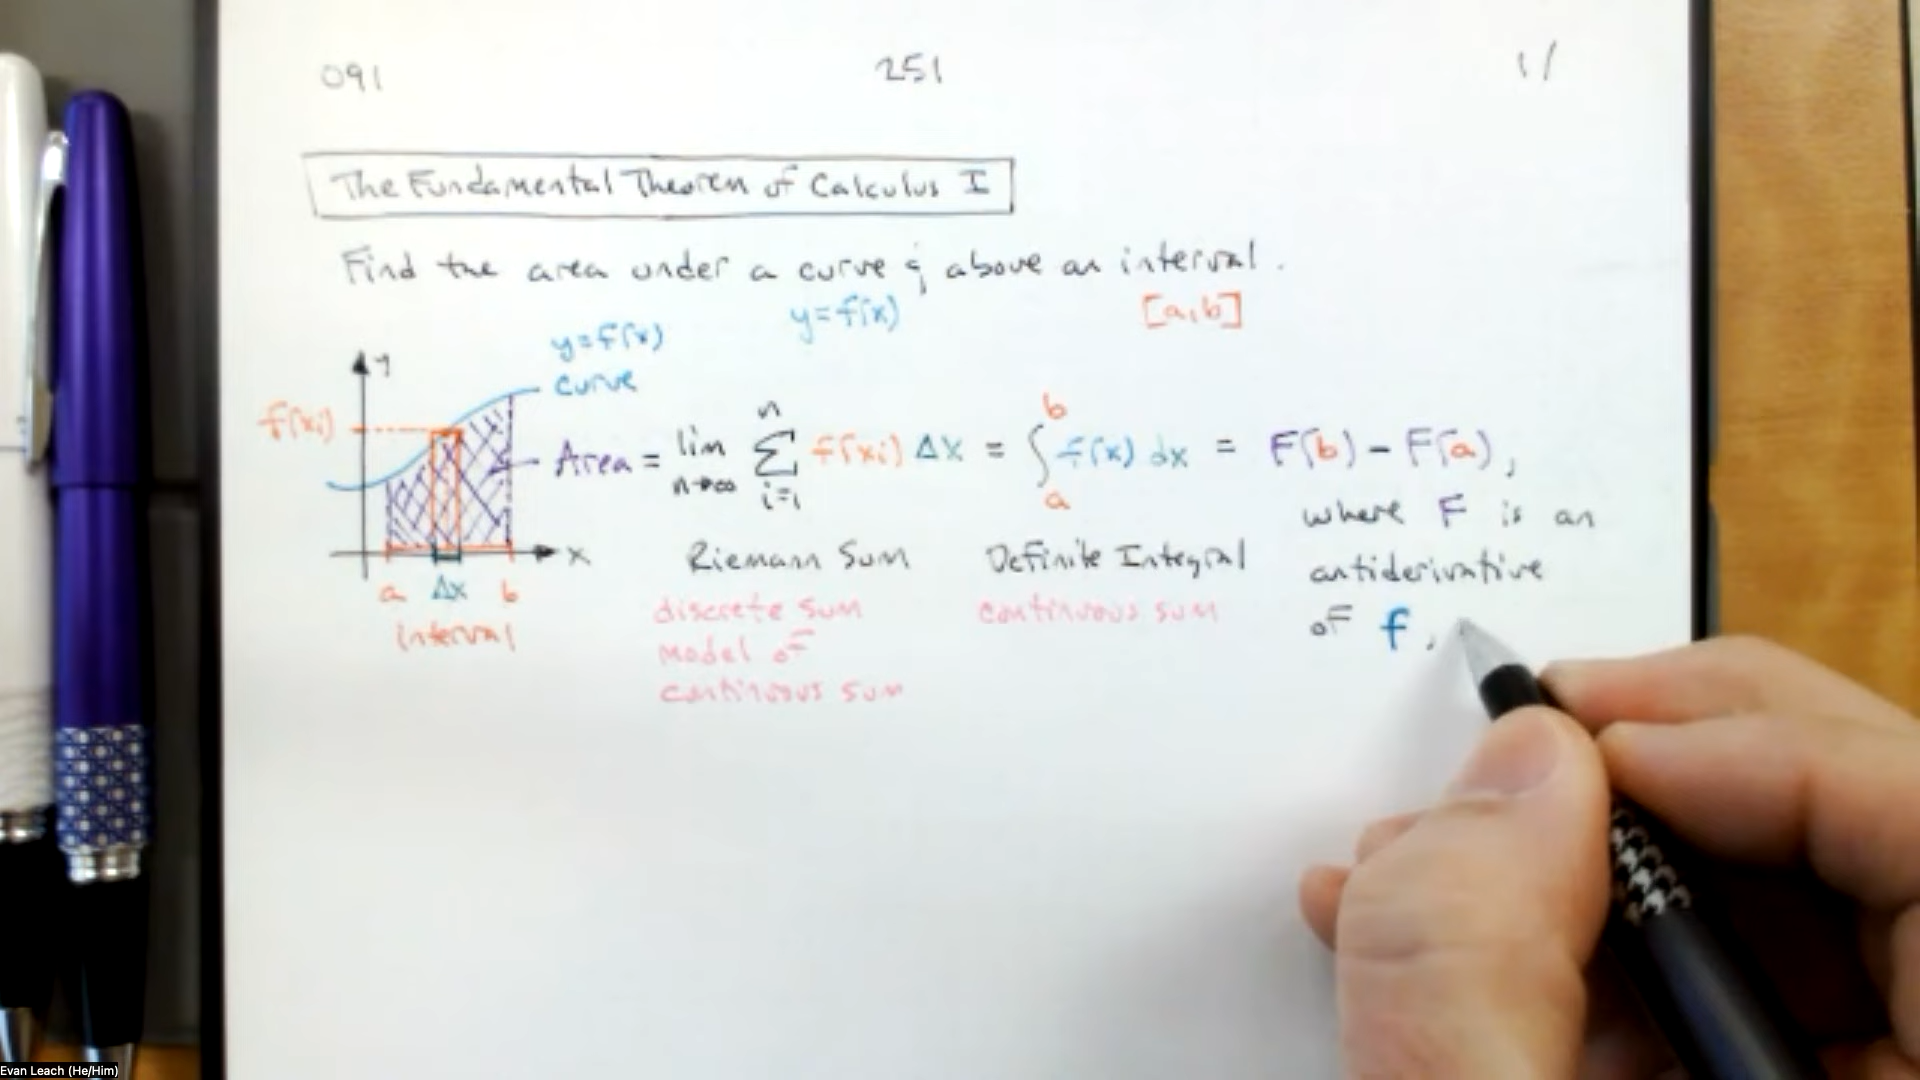 091 251 1/
The Fundamental Theorem of Calculus I
Find the area under a curve & above an interval.
y=f(x) [a,b]
y=f(x)
curve
y
f(xi)
Area = lim n→∞ n Σ i=1 f(xi) Δx = ∫ b a f(x) dx = F(b) - F(a),
where F is an
antiderivative
of f,
x
a Δx b
interval
Riemann Sum
discrete sum
model of
continuous sum
Definite Integral
continuous sum
Evan Leach (He/Him)